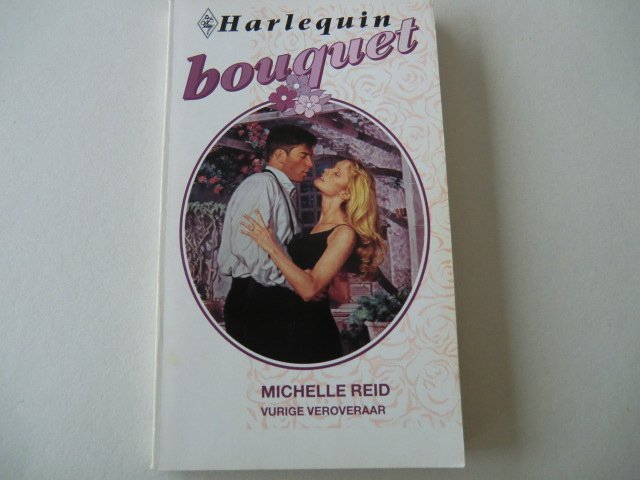 Harlequin
bouquet
MICHELLE REID
VURIGE VEROVERAAR